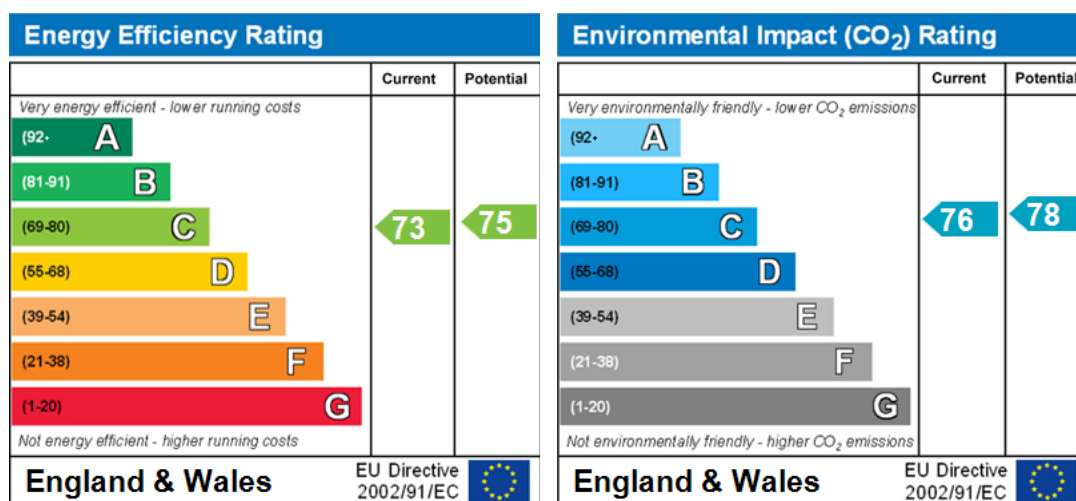 Energy Efficiency Rating
Current Potential
Very energy efficient - lower running costs
(92+ A
(81-91) B
(69-80) C
73 75
(55-68) D
(39-54) E
(21-38) F
(1-20) G
Not energy efficient - higher running costs
England & Wales
EU Directive
2002/91/EC
Environmental Impact (CO₂) Rating
Current Potential
Very environmentally friendly - lower CO₂ emissions
(92+ A
(81-91) B
(69-80) C
76 78
(55-68) D
(39-54) E
(21-38) F
(1-20) G
Not environmentally friendly - higher CO₂ emissions
England & Wales
EU Directive
2002/91/EC